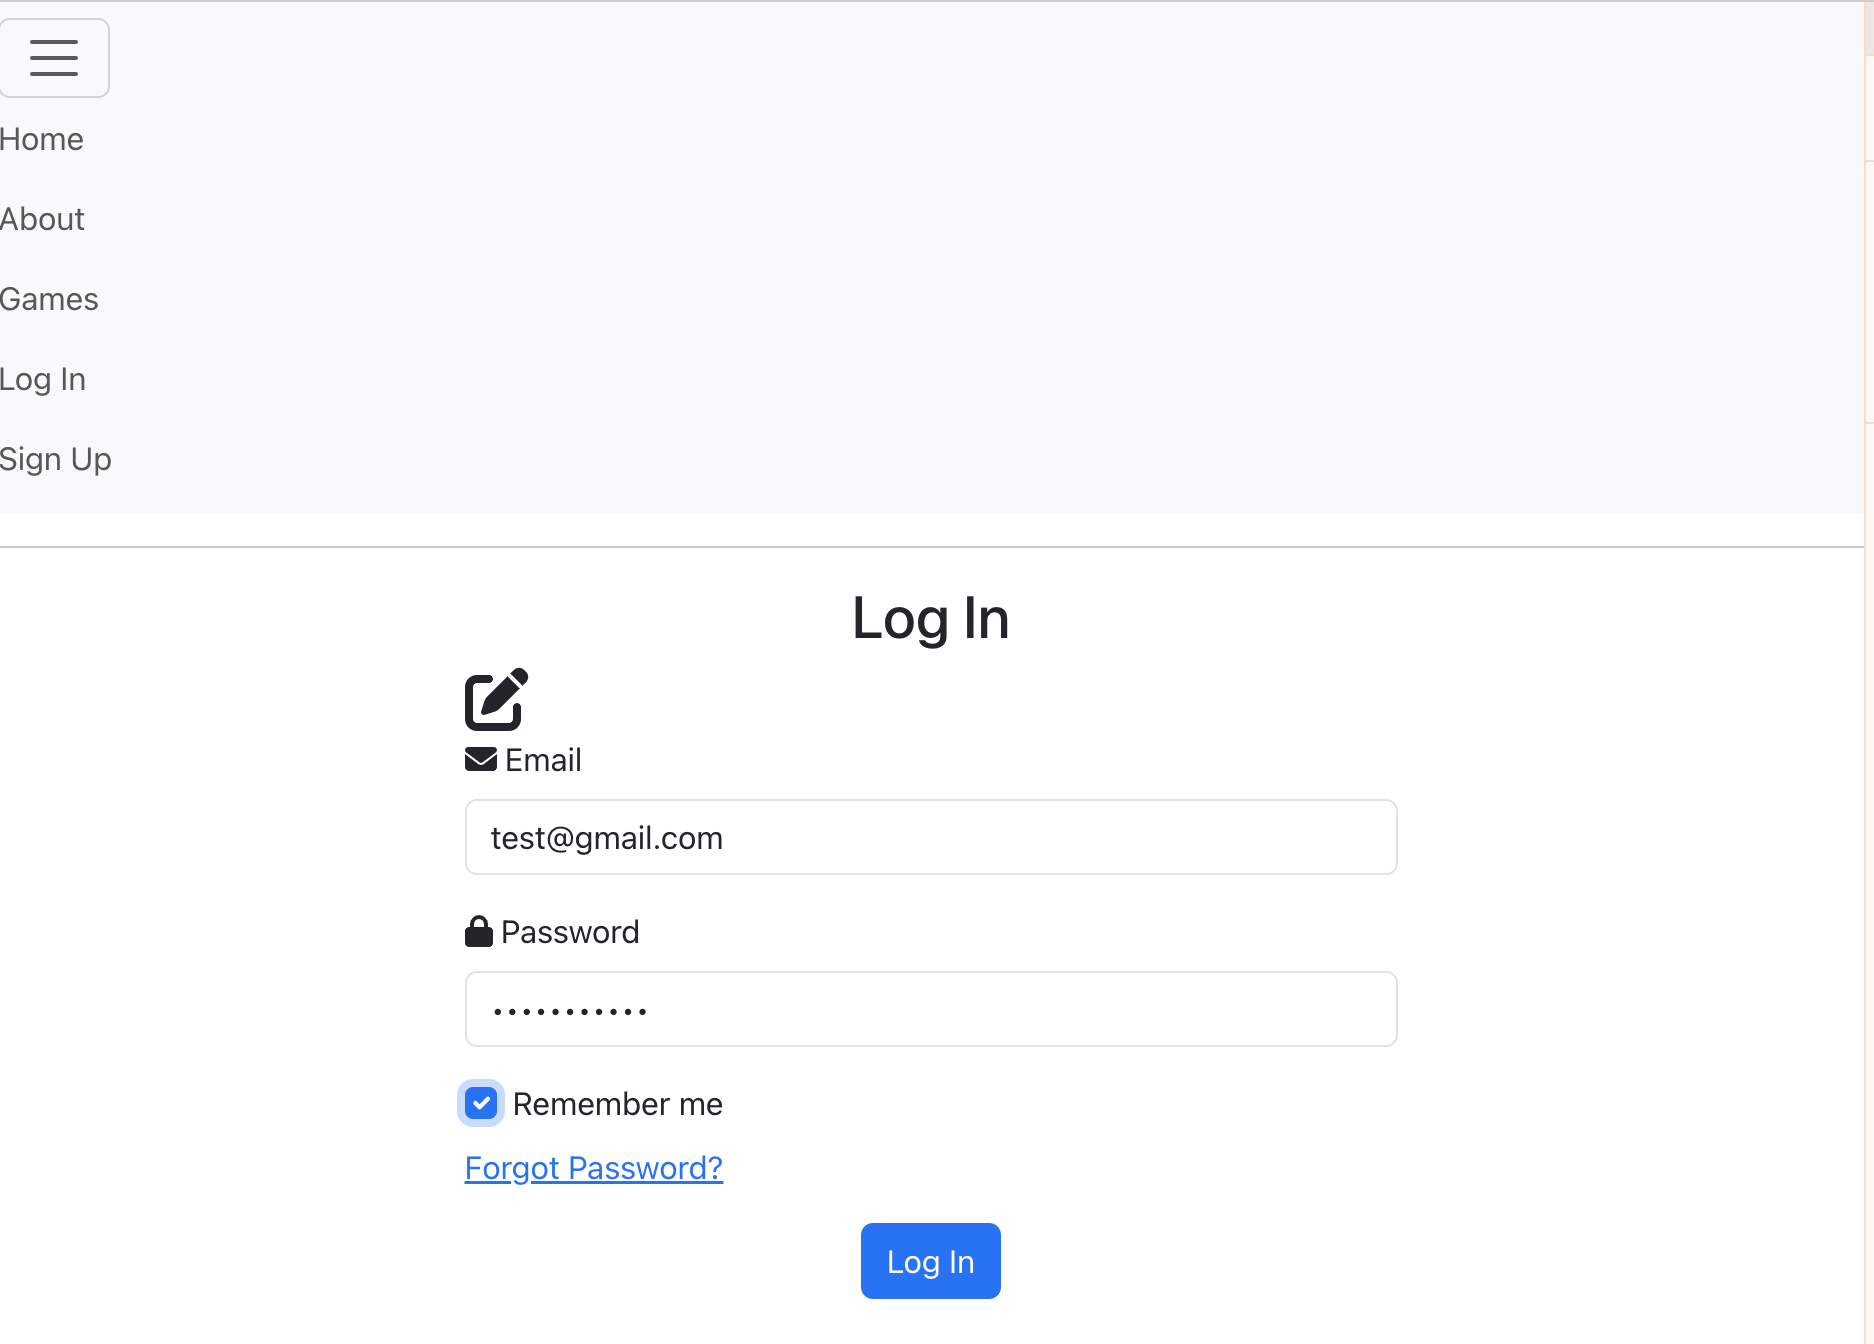 Home
About
Games
Log In
Sign Up
Log In
Email
test@gmail.com
Password
•••••••••••
Remember me
Forgot Password?
Log In